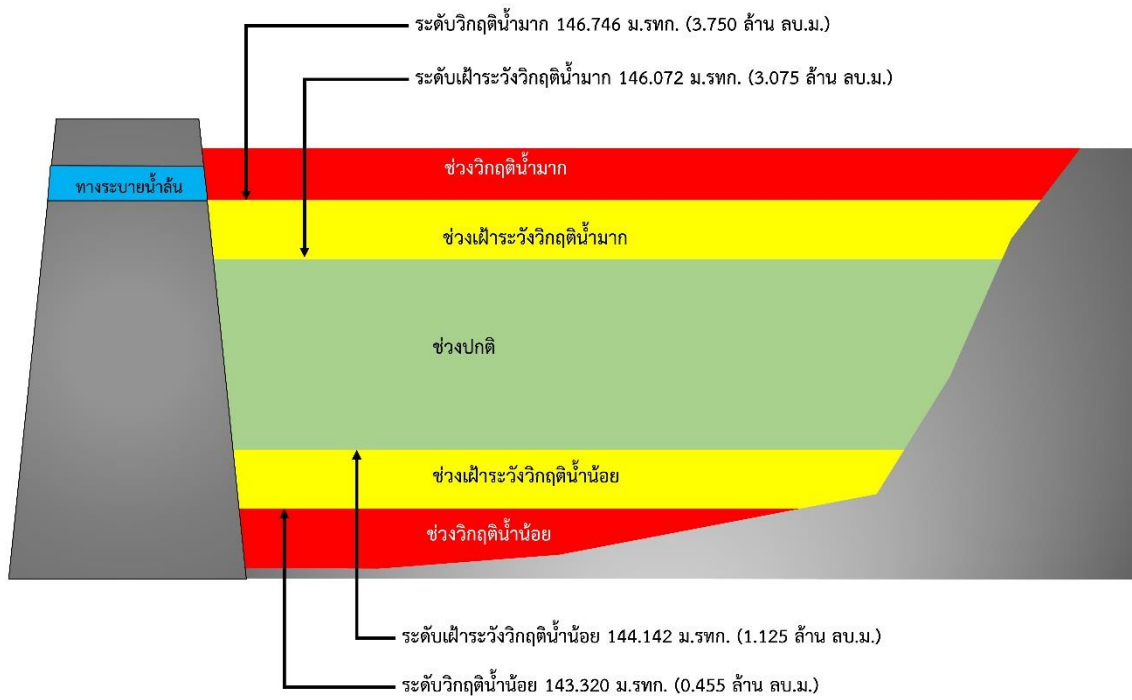 ระดับวิกฤติน้ำมาก 146.746 ม.รทก. (3.750 ล้าน ลบ.ม.)
ระดับเฝ้าระวังวิกฤติน้ำมาก 146.072 ม.รทก. (3.075 ล้าน ลบ.ม.)
ช่วงวิกฤติน้ำมาก
ทางระบายน้ำล้น
ช่วงเฝ้าระวังวิกฤติน้ำมาก
ช่วงปกติ
ช่วงเฝ้าระวังวิกฤติน้ำน้อย
ช่วงวิกฤติน้ำน้อย
ระดับเฝ้าระวังวิกฤติน้ำน้อย 144.142 ม.รทก. (1.125 ล้าน ลบ.ม.)
ระดับวิกฤติน้ำน้อย 143.320 ม.รทก. (0.455 ล้าน ลบ.ม.)